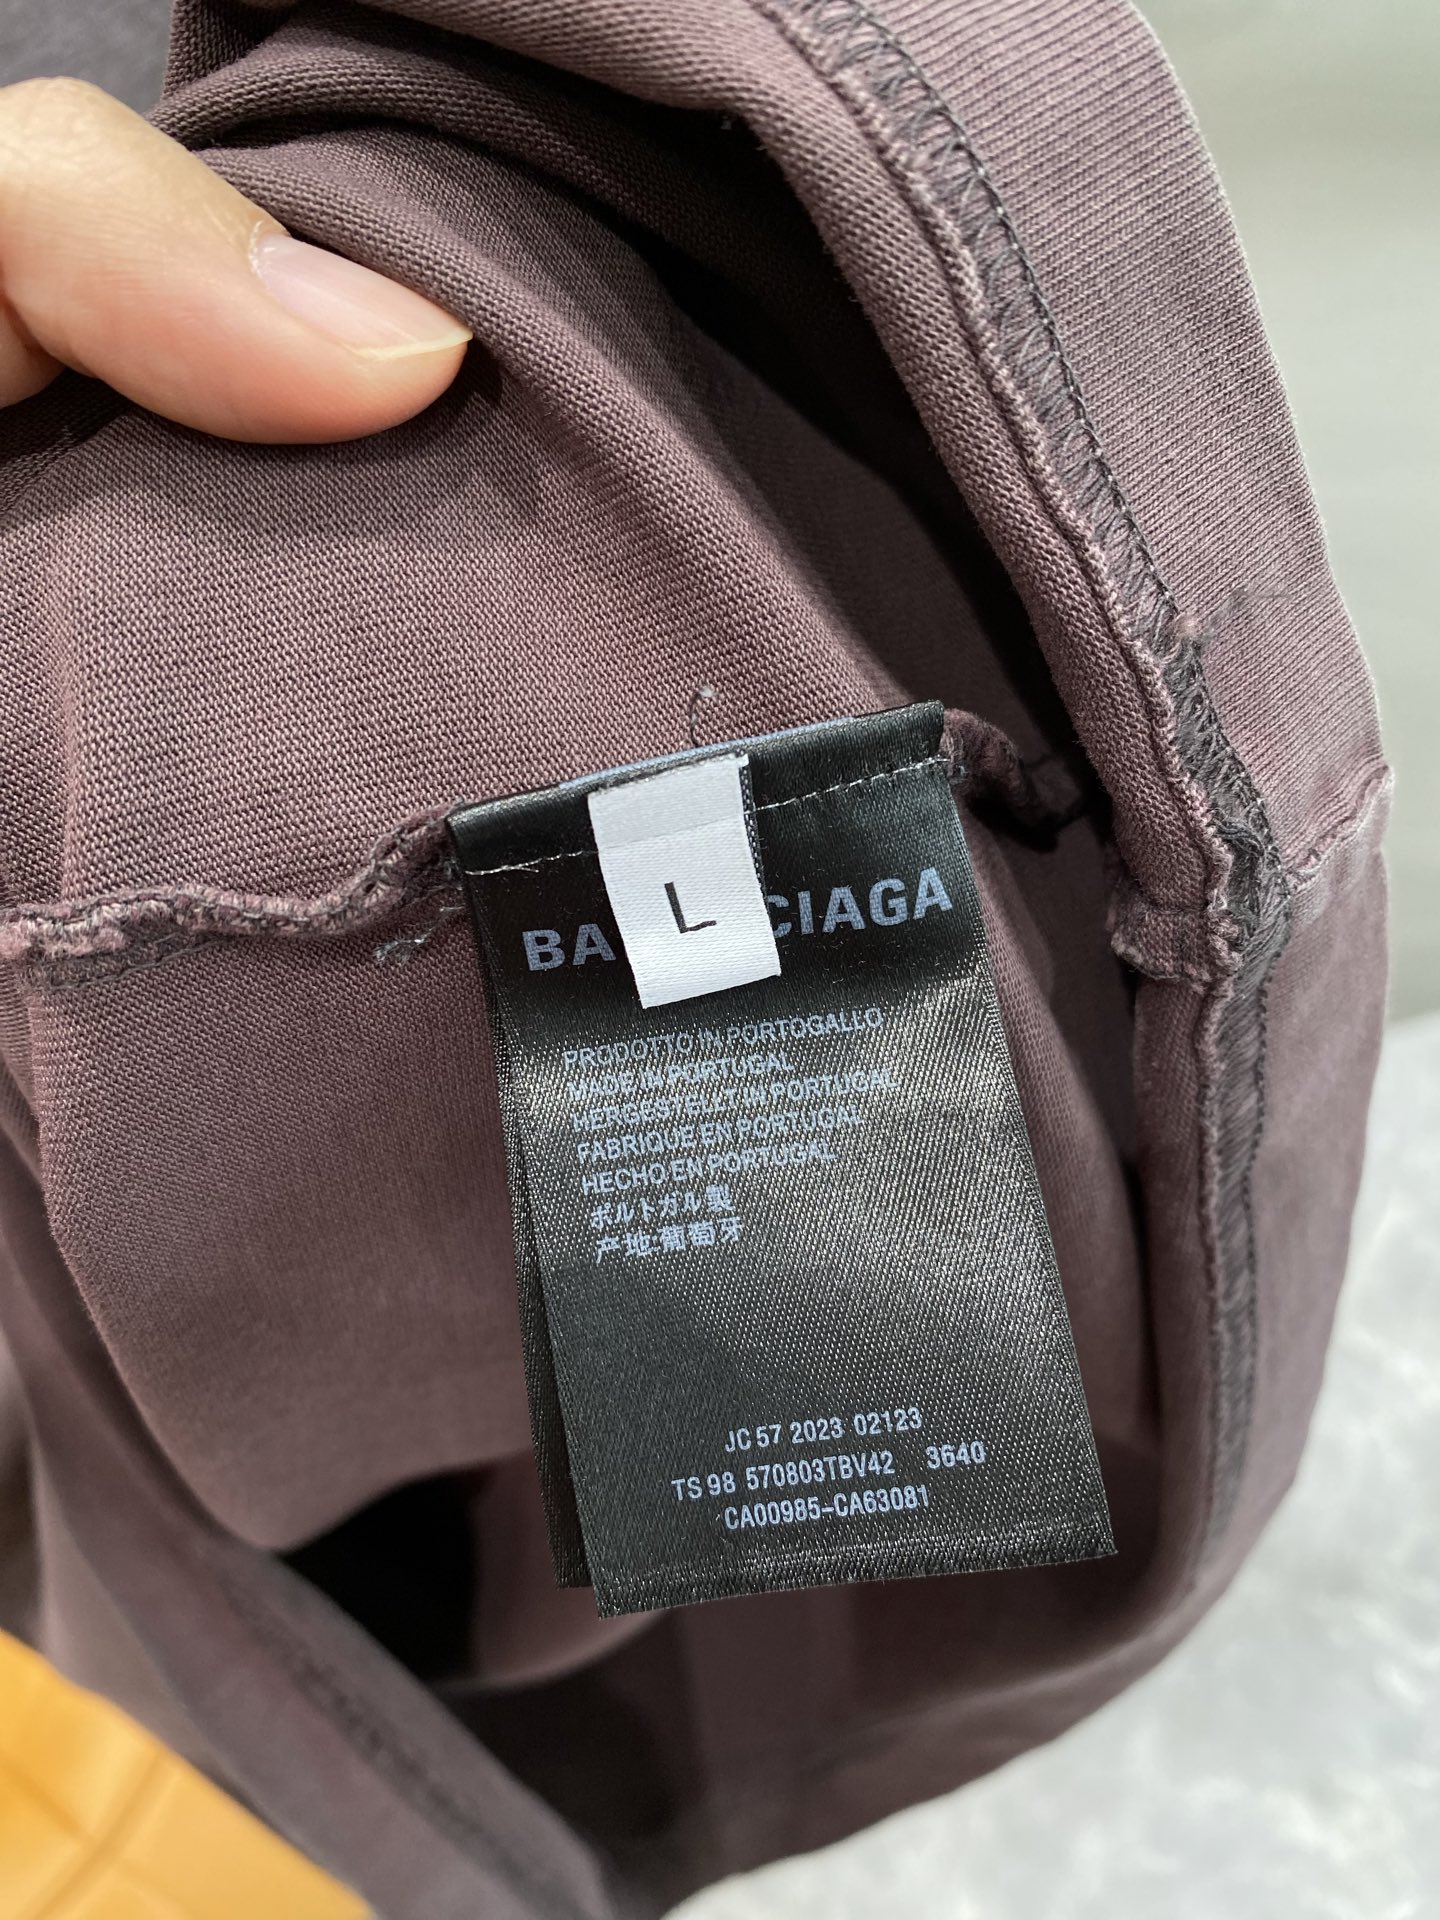 L
BA CIAGA
PRODOTTO IN PORTOGALLO
MADE IN PORTUGAL
HERGESTELLT IN PORTUGAL
FABRIQUE EN PORTUGAL
HECHO EN PORTUGAL
ポルトガル製
产地:葡萄牙
JC 57 2023 02123
TS 98 570803TBV42 3640
CA00985-CA63081